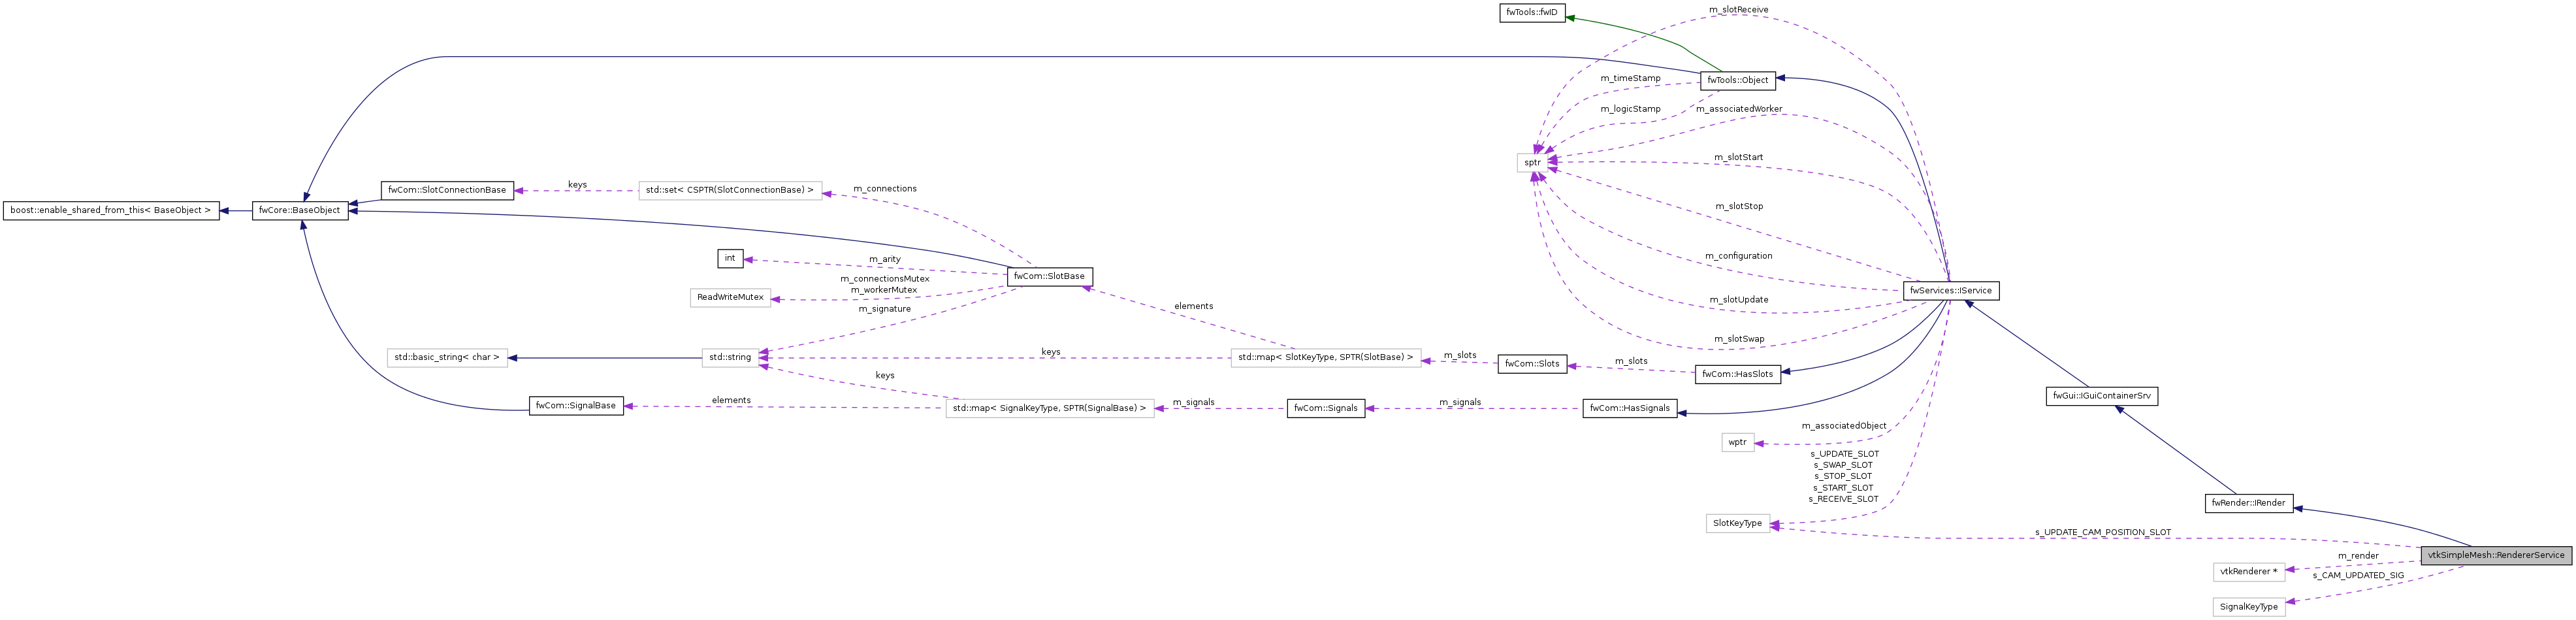 fwTools::fwID
m_slotReceive
fwTools::Object
m_timeStamp
m_logicStamp
m_associatedWorker
sptr
m_slotStart
fwCom::SlotConnectionBase
keys
std::set< CSPTR(SlotConnectionBase) >
m_connections
boost::enable_shared_from_this< BaseObject >
fwCore::BaseObject
m_slotStop
int
m_arity
fwCom::SlotBase
m_configuration
m_connectionsMutex
m_workerMutex
ReadWriteMutex
fwServices::IService
m_signature
elements
m_slotUpdate
m_slotSwap
std::basic_string< char >
std::string
keys
std::map< SlotKeyType, SPTR(SlotBase) >
m_slots
fwCom::Slots
m_slots
fwCom::HasSlots
keys
fwCom::SignalBase
elements
std::map< SignalKeyType, SPTR(SignalBase) >
m_signals
fwCom::Signals
m_signals
fwCom::HasSignals
fwGui::IGuiContainerSrv
m_associatedObject
wptr
s_UPDATE_SLOT
s_SWAP_SLOT
s_STOP_SLOT
s_START_SLOT
s_RECEIVE_SLOT
fwRender::IRender
SlotKeyType
s_UPDATE_CAM_POSITION_SLOT
vtkSimpleMesh::RendererService
m_render
vtkRenderer *
s_CAM_UPDATED_SIG
SignalKeyType